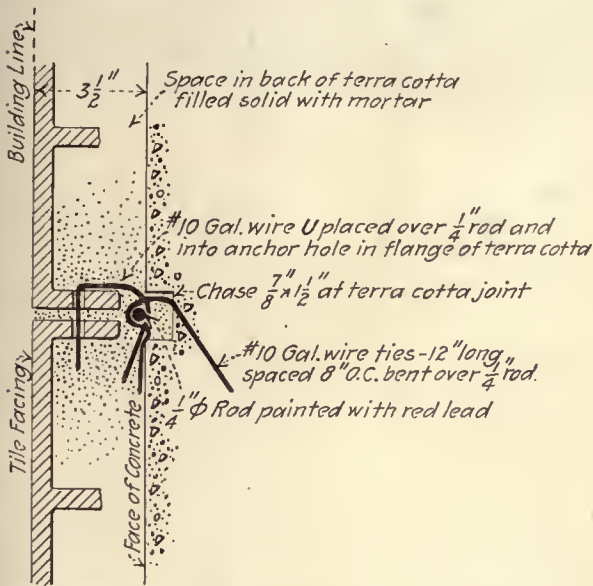 Building Line
3 1/2"
Space in back of terra cotta
filled solid with mortar
#10 Gal. wire U placed over 1/4" rod and
into anchor hole in flange of terra cotta
Chase 7/8" x 1 1/2" at terra cotta joint
#10 Gal. wire ties-12" long,
spaced 8" O.C. bent over 1/4" rod.
1/4" Φ Rod painted with red lead
Tile Facing
Face of Concrete